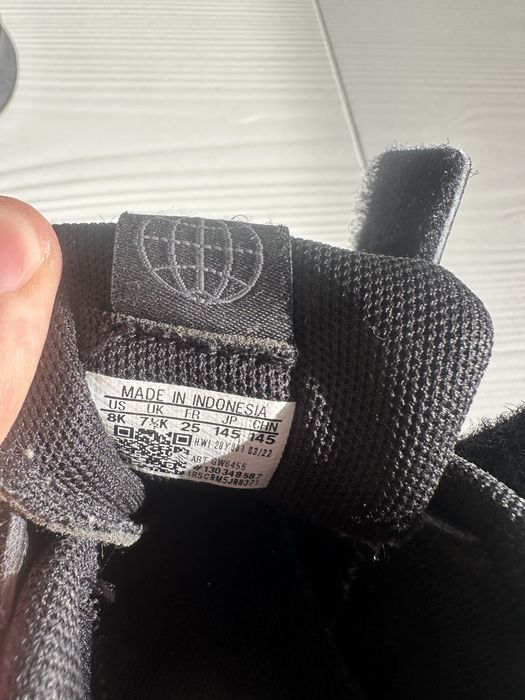 MADE IN INDONESIA
US UK FR JP CHN
8K 7½K 25 145 145
HWI 20Y001 03/22
ART GW6455
#130348587